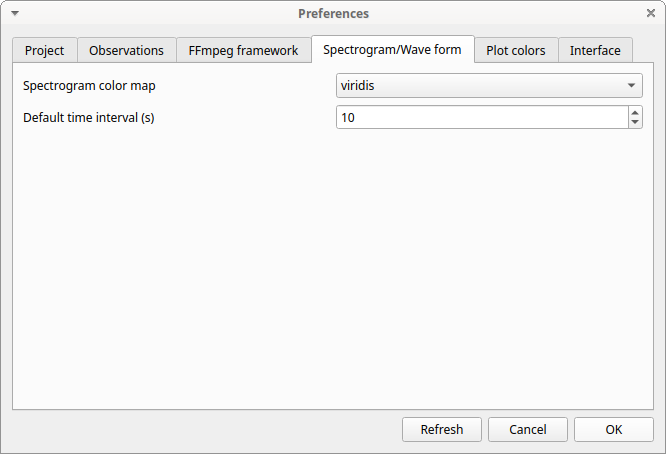 Preferences
Project Observations FFmpeg framework Spectrogram/Wave form Plot colors Interface
Spectrogram color map viridis
Default time interval (s) 10
Refresh Cancel OK